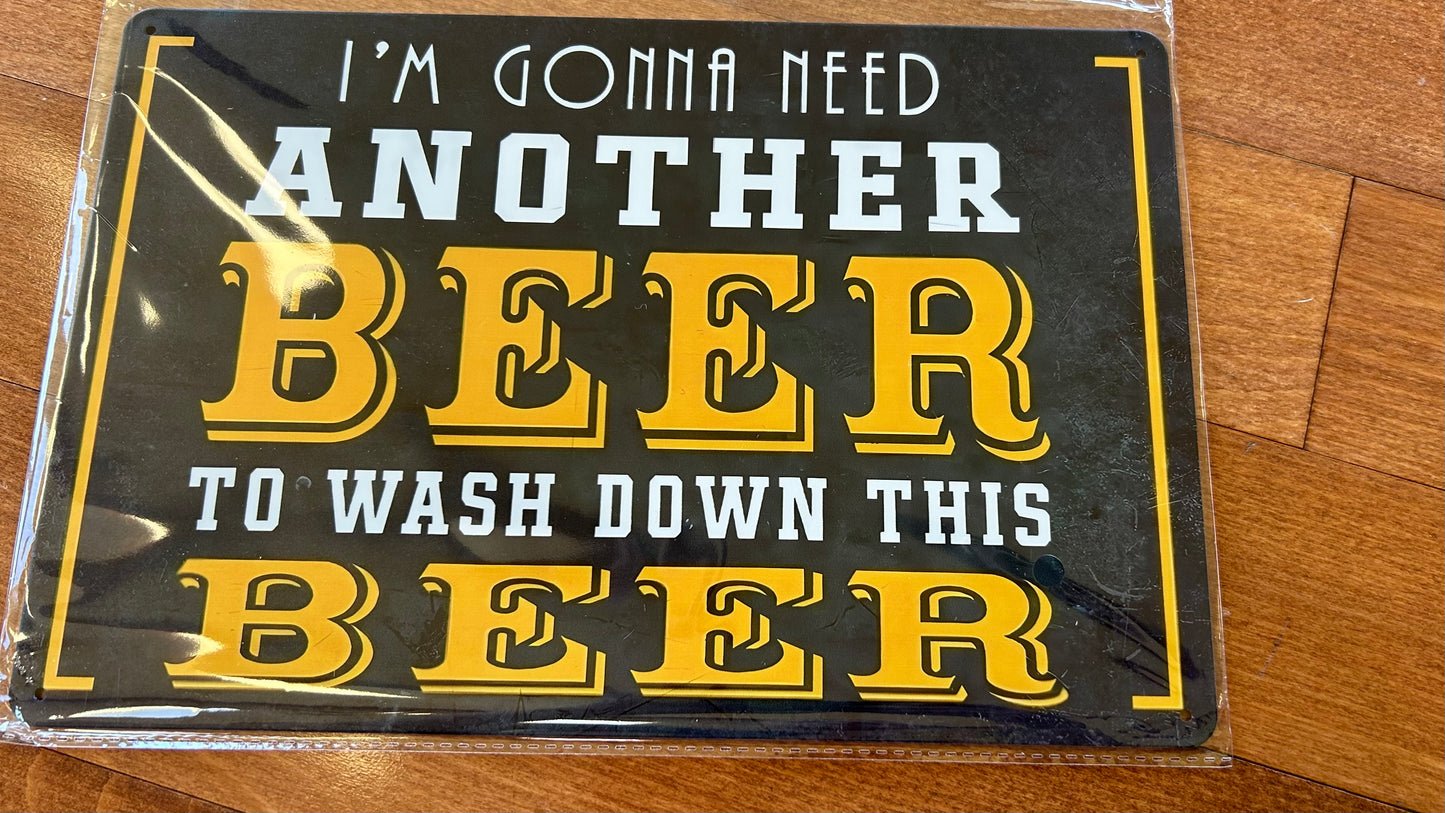 I'M GONNA NEED
ANOTHER
BEER
TO WASH DOWN THIS
BEER